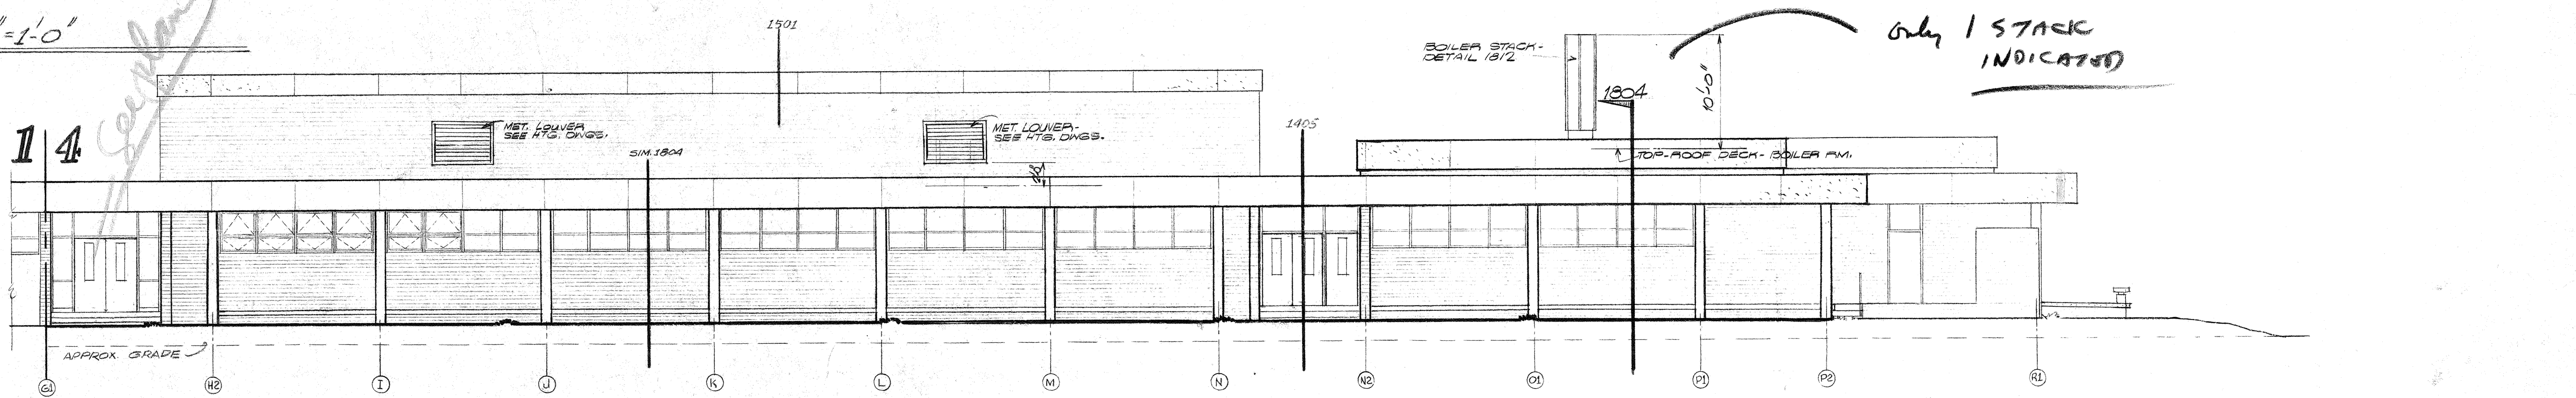 "=1'-0"
See plan
1501
BOILER STACK-
DETAIL 1812
only 1 STACK
INDICATED
10'-0"
1804
14
MET. LOUVER
SEE HTG. DWGS.
MET. LOUVER-
SEE HTG. DWGS.
SIM. 1804
1405
TOP-ROOF DECK- BOILER RM.
APPROX. GRADE
G1
H2
I
J
K
L
M
N
N2
O1
P1
P2
R1